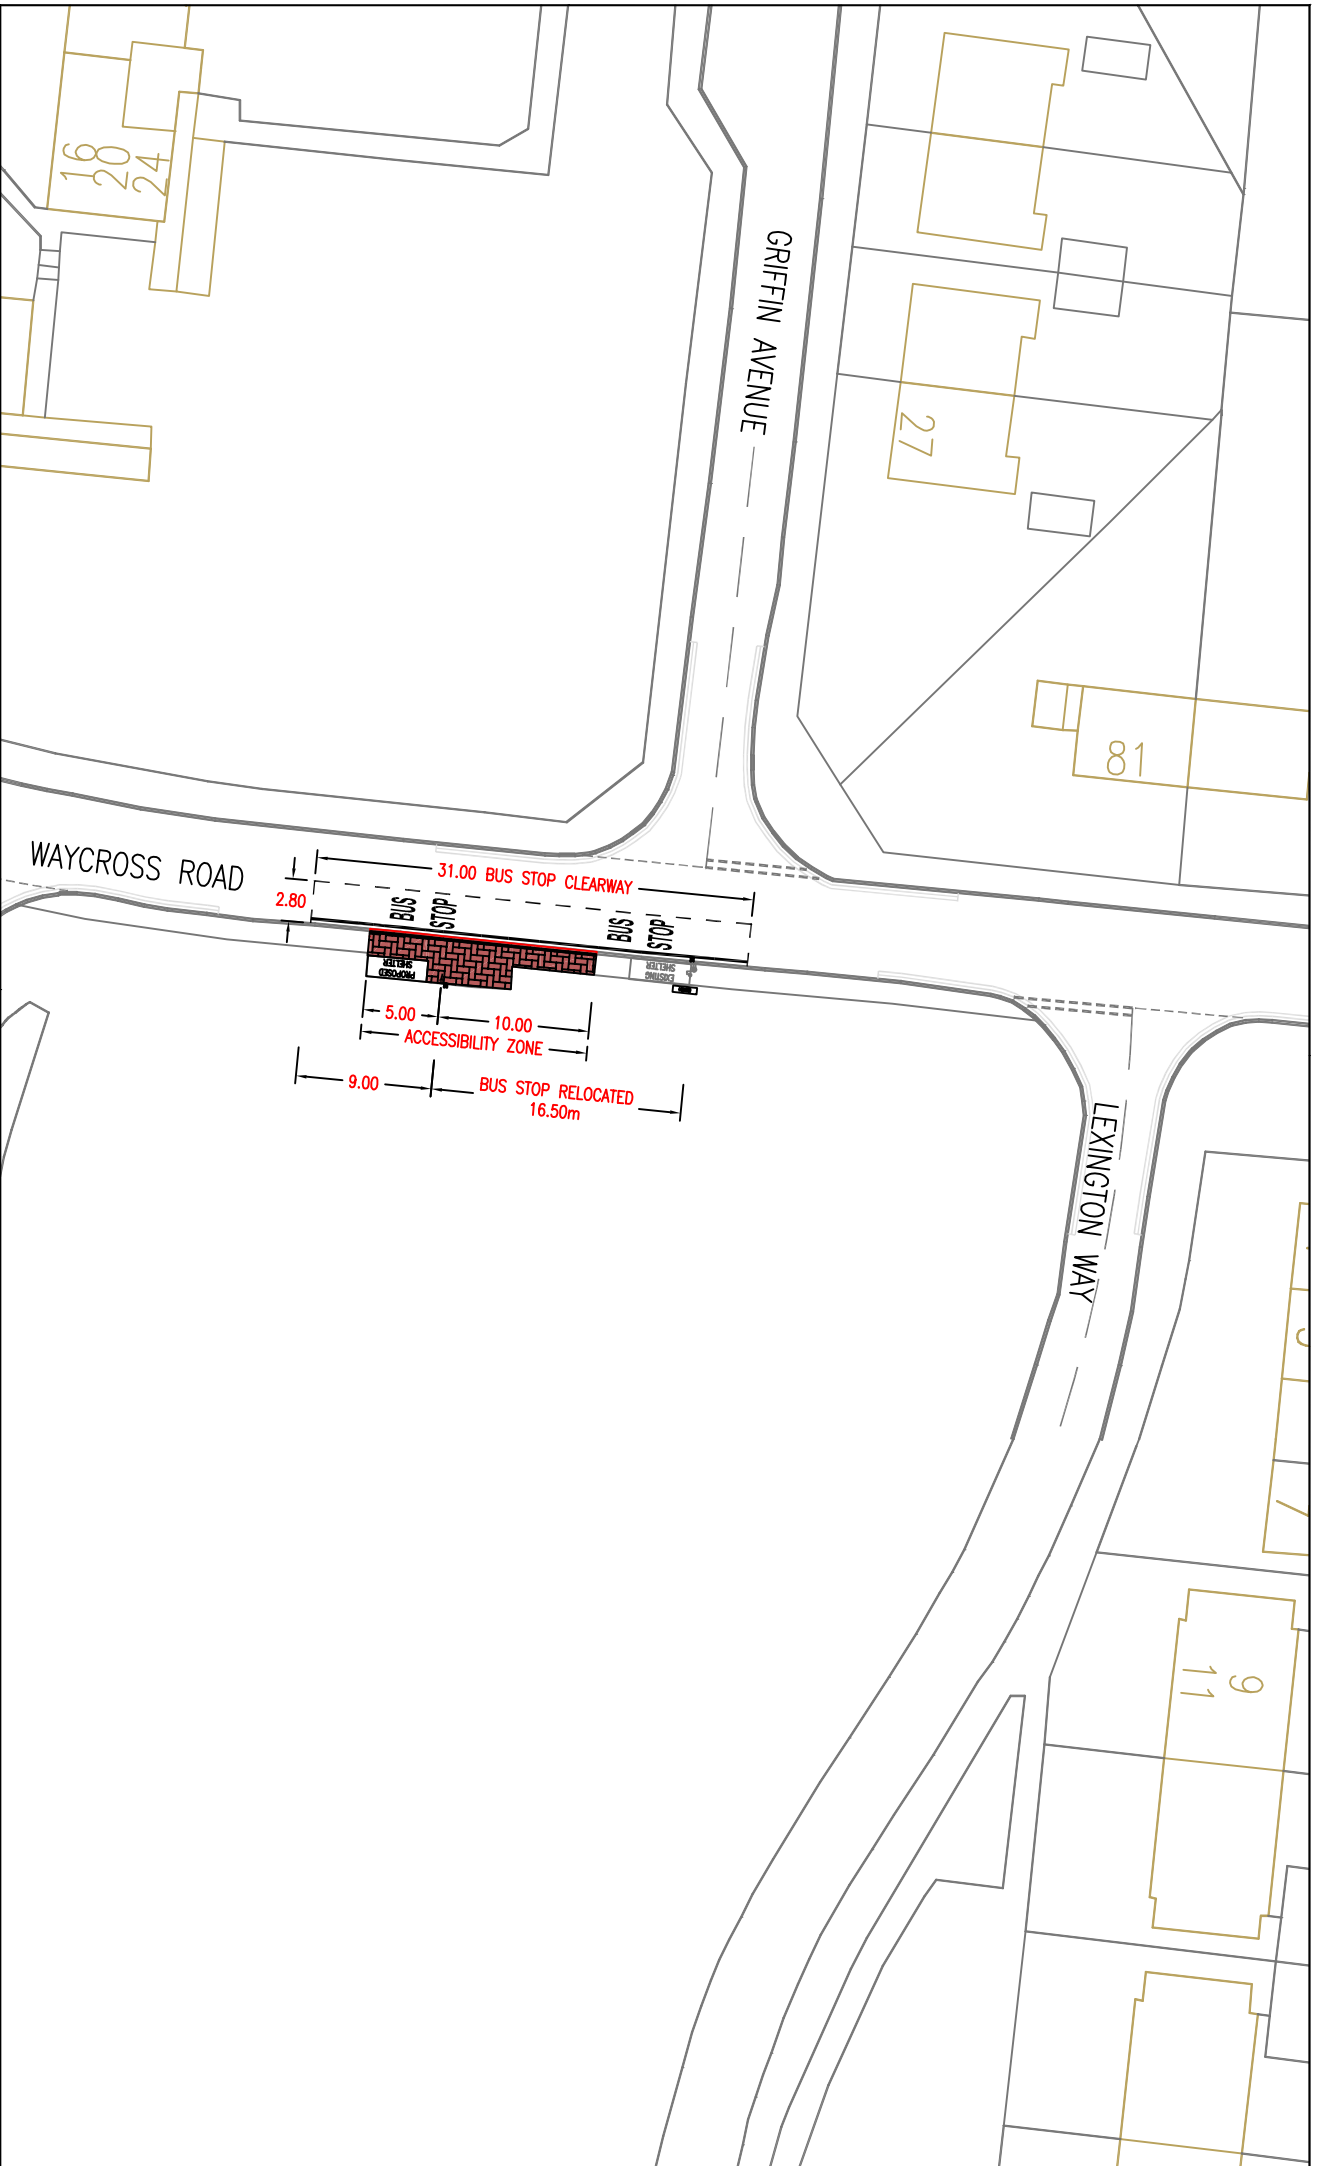 16
20
24
GRIFFIN AVENUE
27
81
WAYCROSS ROAD
31.00 BUS STOP CLEARWAY
2.80
BUS
STOP
BUS
STOP
PROPOSED
SHELTER
EXISTING
SHELTER
5.00
10.00
ACCESSIBILITY ZONE
9.00
BUS STOP RELOCATED
16.50m
LEXINGTON WAY
7
9
11